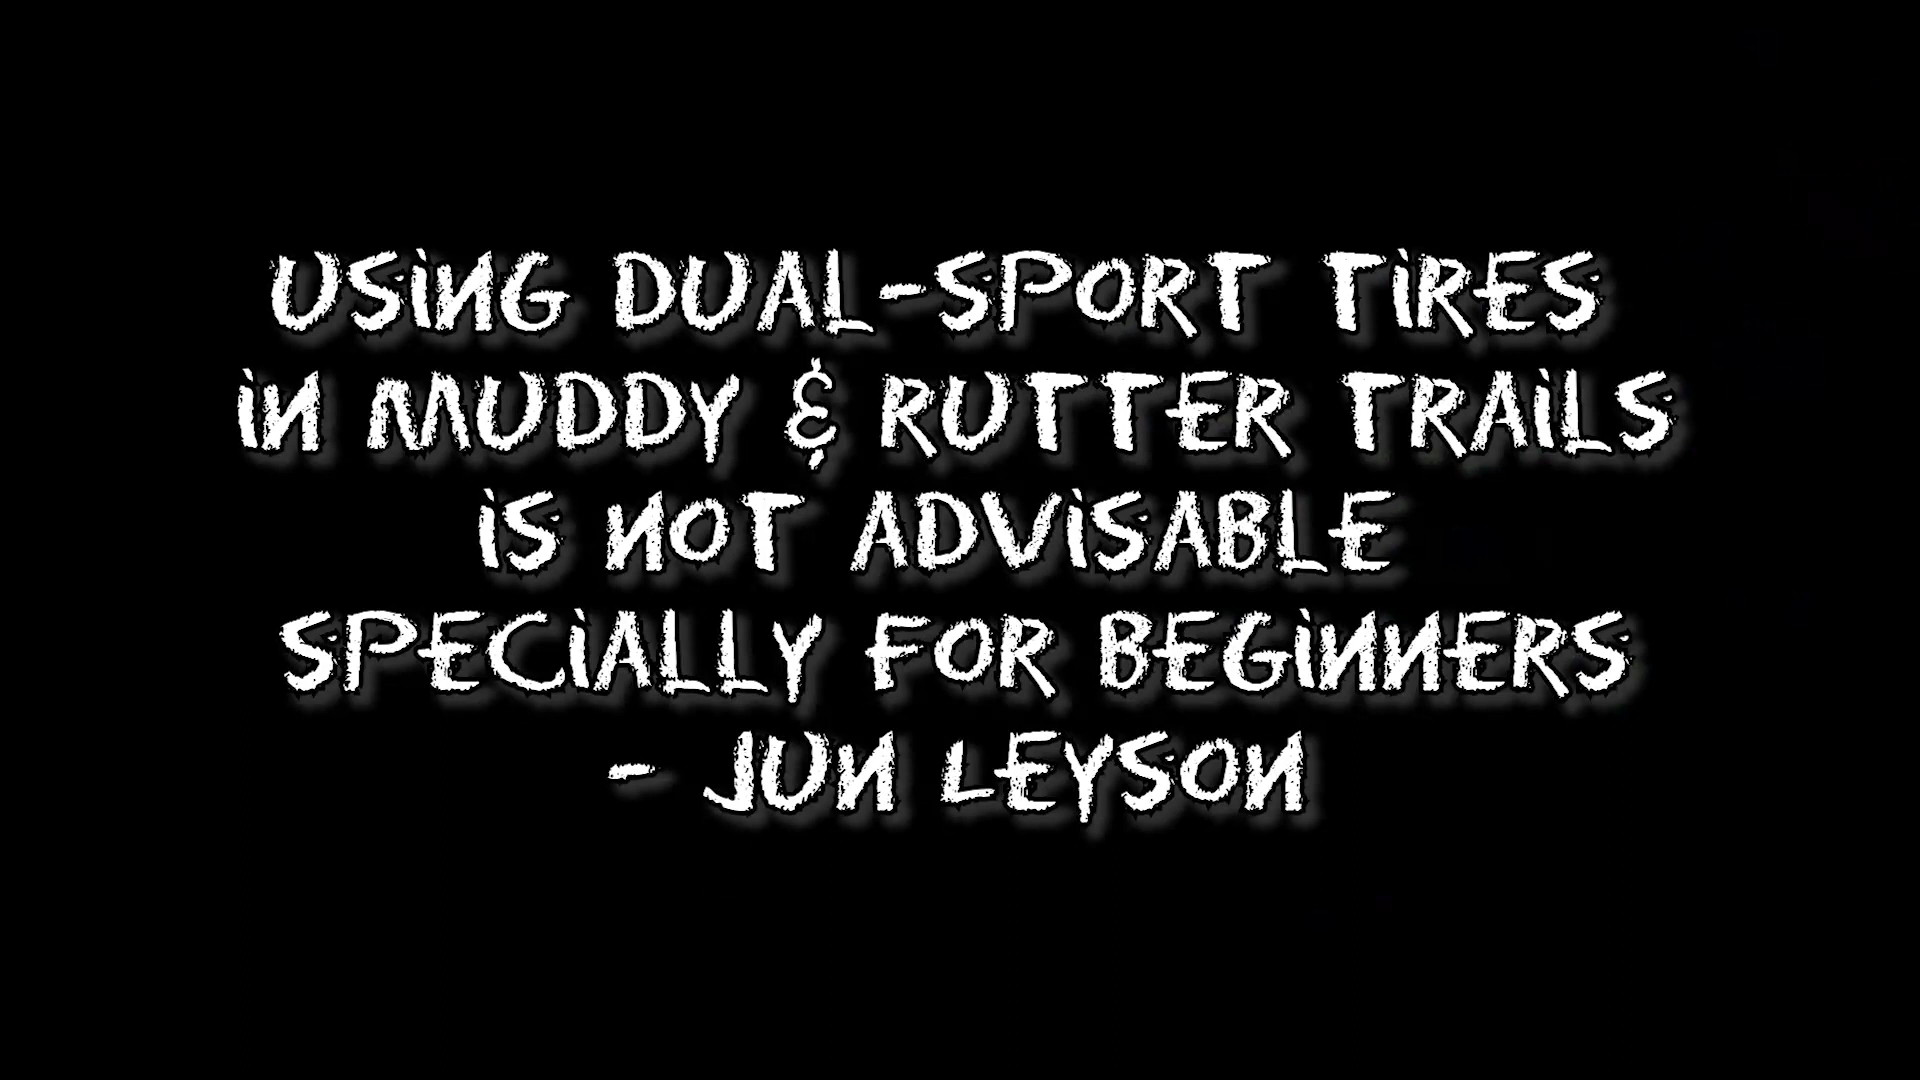 USING DUAL-SPORT TIRES
IN MUDDY & RUTTER TRAILS
IS NOT ADVISABLE
SPECIALLY FOR BEGINNERS
- JUN LEYSON